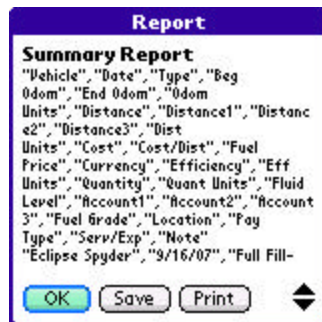 Report
Summary Report
"Vehicle","Date","Type","Beg
Odom","End Odom","Odom
Units","Distance","Distance1","Distanc
e2","Distance3","Dist
Units","Cost","Cost/Dist","Fuel
Price","Currency","Efficiency","Eff
Units","Quantity","Quant Units","Fluid
Level","Account1","Account2","Account
3","Fuel Grade","Location","Pay
Type","Serv/Exp","Note"
"Eclipse Spyder","9/16/07","Full Fill-
OK Save Print